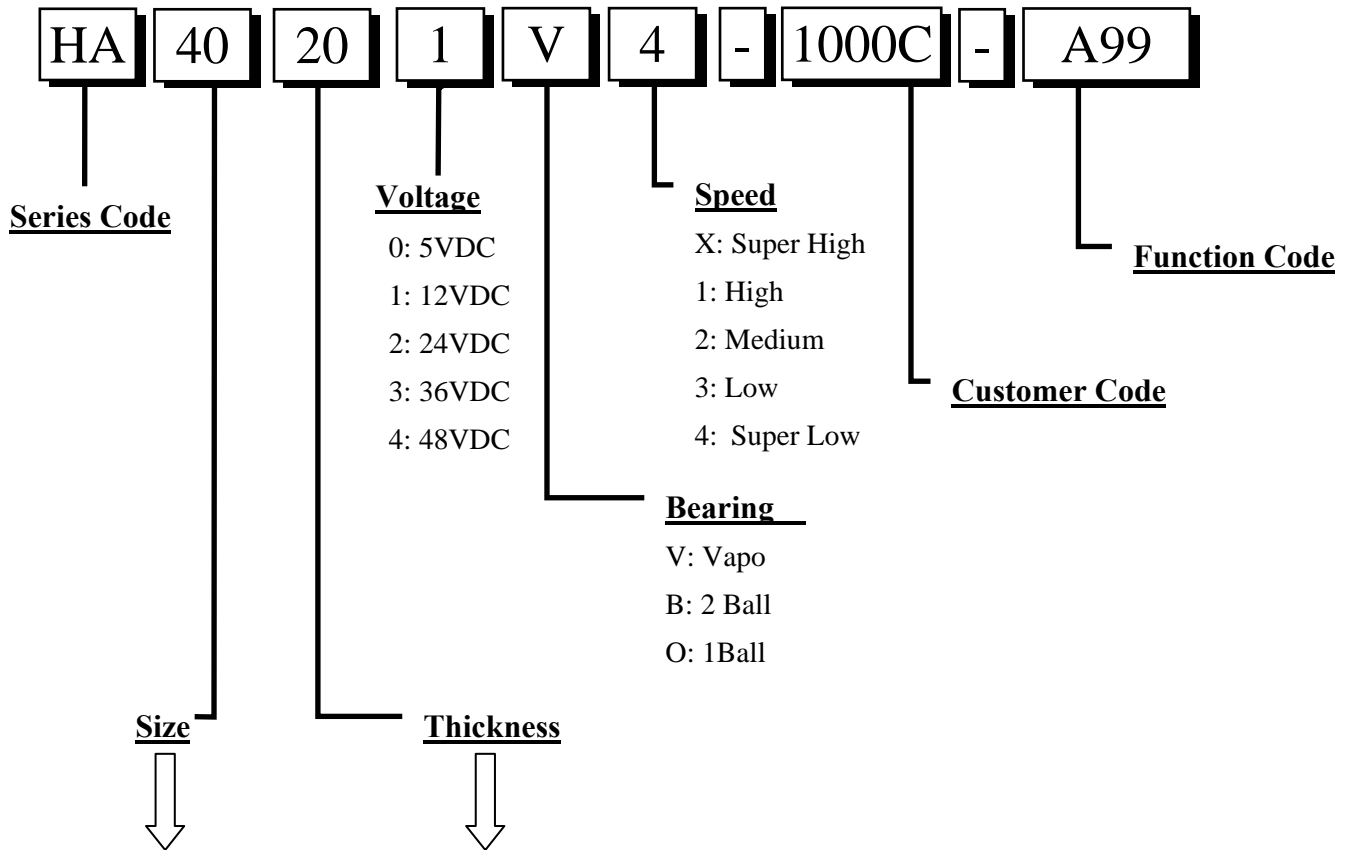 HA 40 20 1 V 4 - 1000C - A99
Series Code
Voltage
0: 5VDC
1: 12VDC
2: 24VDC
3: 36VDC
4: 48VDC
Speed
X: Super High
1: High
2: Medium
3: Low
4: Super Low
Function Code
Customer Code
Bearing
V: Vapo
B: 2 Ball
O: 1Ball
Size
Thickness